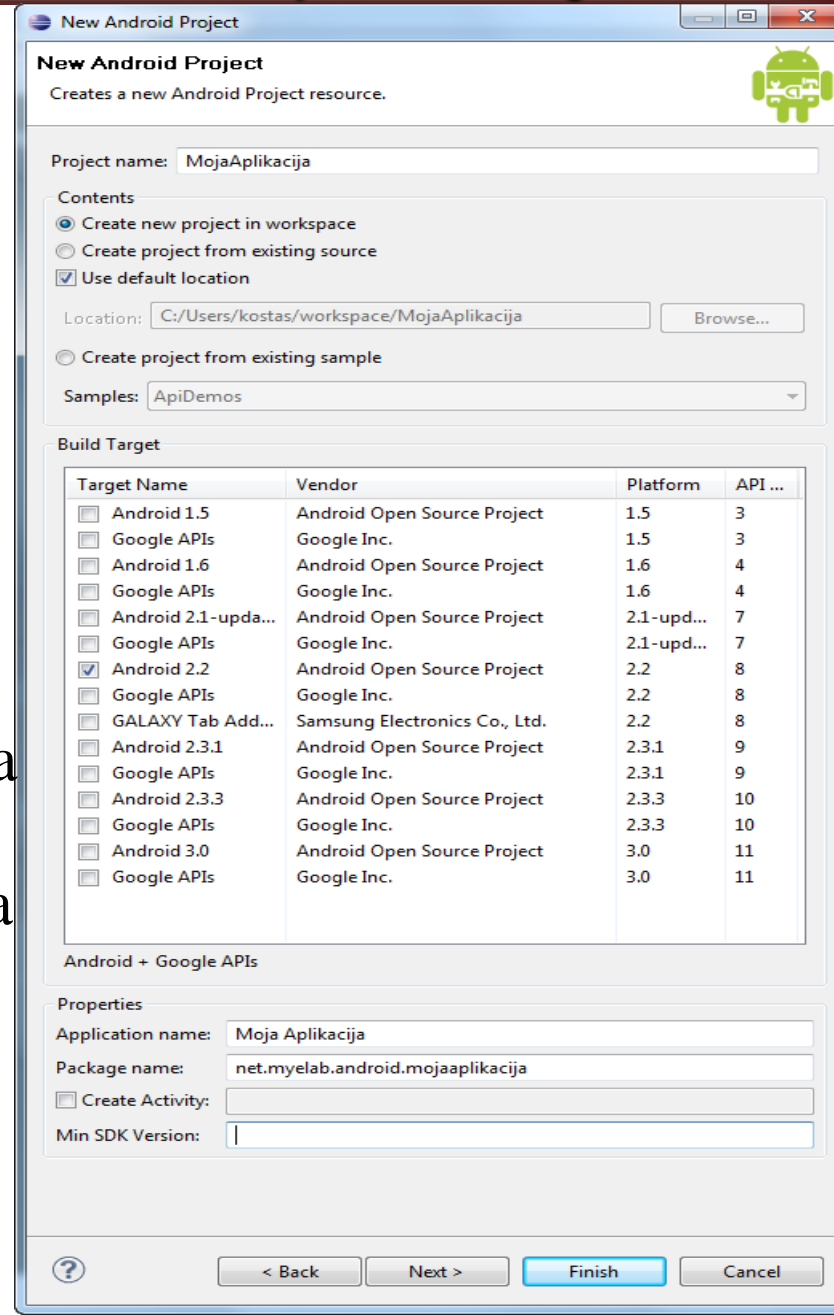 New Android Project
New Android Project
Creates a new Android Project resource.
Project name: MojaAplikacija
Contents
Create new project in workspace
Create project from existing source
Use default location
Location: C:/Users/kostas/workspace/MojaAplikacija Browse...
Create project from existing sample
Samples: ApiDemos
Build Target
Target Name Vendor Platform API ...
Android 1.5 Android Open Source Project 1.5 3
Google APIs Google Inc. 1.5 3
Android 1.6 Android Open Source Project 1.6 4
Google APIs Google Inc. 1.6 4
Android 2.1-upda... Android Open Source Project 2.1-upd... 7
Google APIs Google Inc. 2.1-upd... 7
Android 2.2 Android Open Source Project 2.2 8
Google APIs Google Inc. 2.2 8
GALAXY Tab Add... Samsung Electronics Co., Ltd. 2.2 8
Android 2.3.1 Android Open Source Project 2.3.1 9
a
Google APIs Google Inc. 2.3.1 9
Android 2.3.3 Android Open Source Project 2.3.3 10
Google APIs Google Inc. 2.3.3 10
Android 3.0 Android Open Source Project 3.0 11
Google APIs Google Inc. 3.0 11
a
Android + Google APIs
Properties
Application name: Moja Aplikacija
Package name: net.myelab.android.mojaaplikacija
Create Activity:
Min SDK Version:
? < Back Next > Finish Cancel